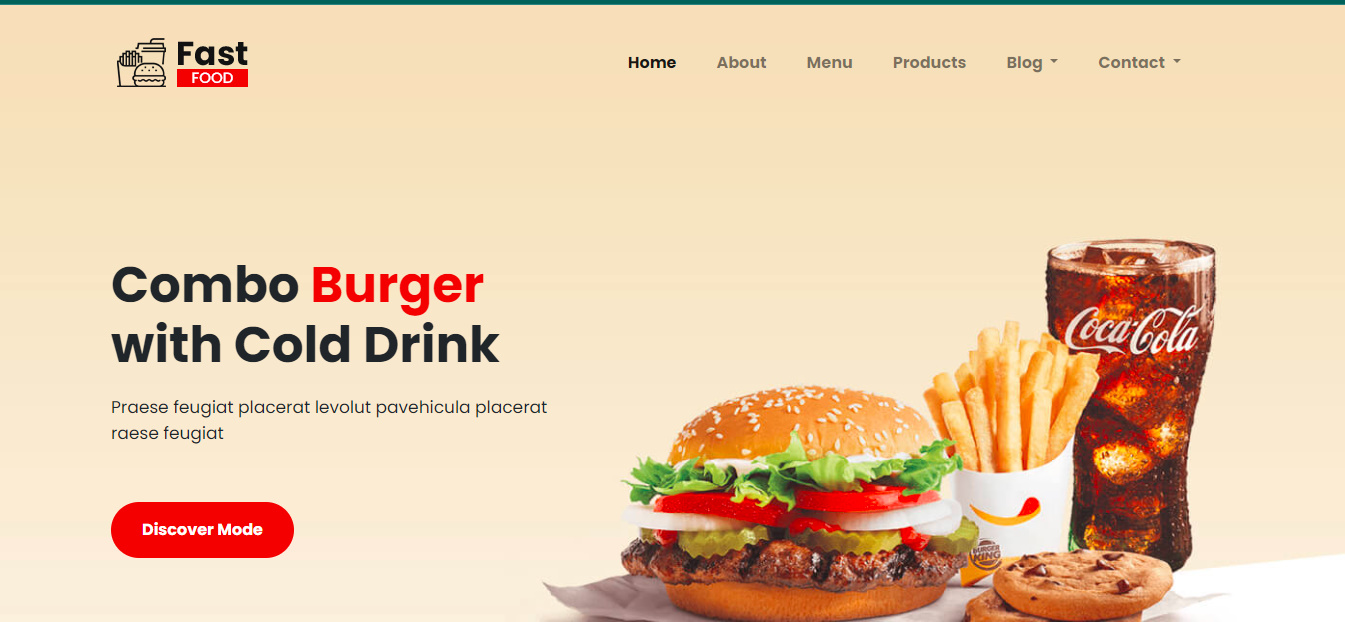 Fast
FOOD
Home About Menu Products Blog Contact
Combo Burger
with Cold Drink
Praese feugiat placerat levolut pavehicula placerat
raese feugiat
Discover Mode
Coca-Cola
BURGER
KING